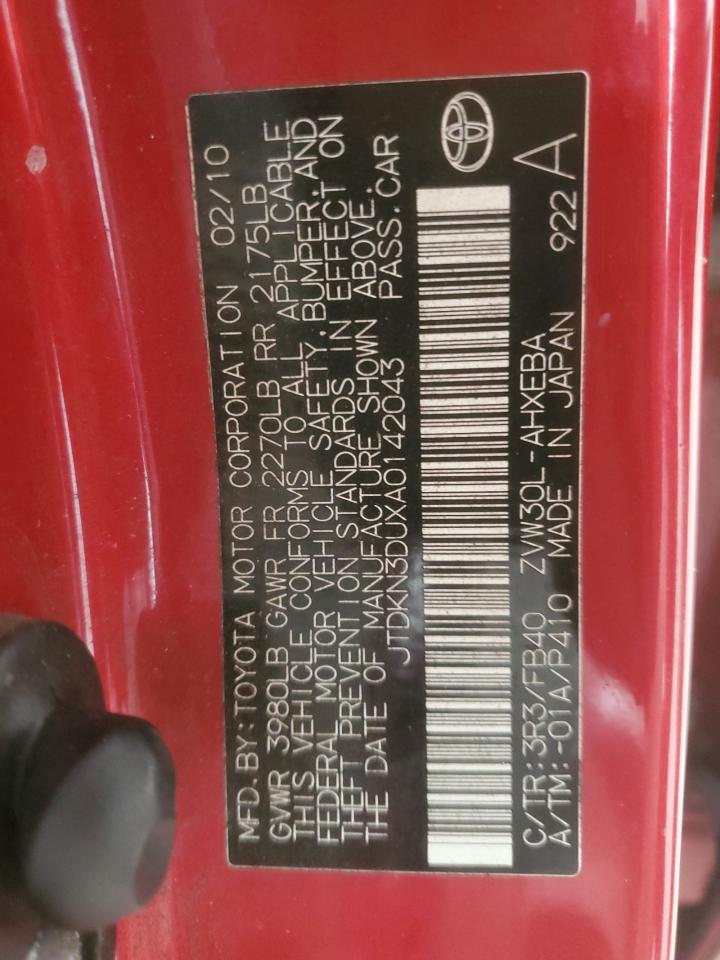 MFD.BY:TOYOTA MOTOR CORPORATION 02/10
GVWR 3980LB GAWR FR 2270LB RR 2175LB
THIS VEHICLE CONFORMS TO ALL APPLICABLE
FEDERAL MOTOR VEHICLE SAFETY,BUMPER,AND
THEFT PREVENTION STANDARDS IN EFFECT ON
THE DATE OF MANUFACTURE SHOWN ABOVE.
JTDKN3DUXA0142043 PASS.CAR
C/TR:3R3/FB40 ZVW30L-AHXEBA 922
A/TM:-01A/P410 MADE IN JAPAN A